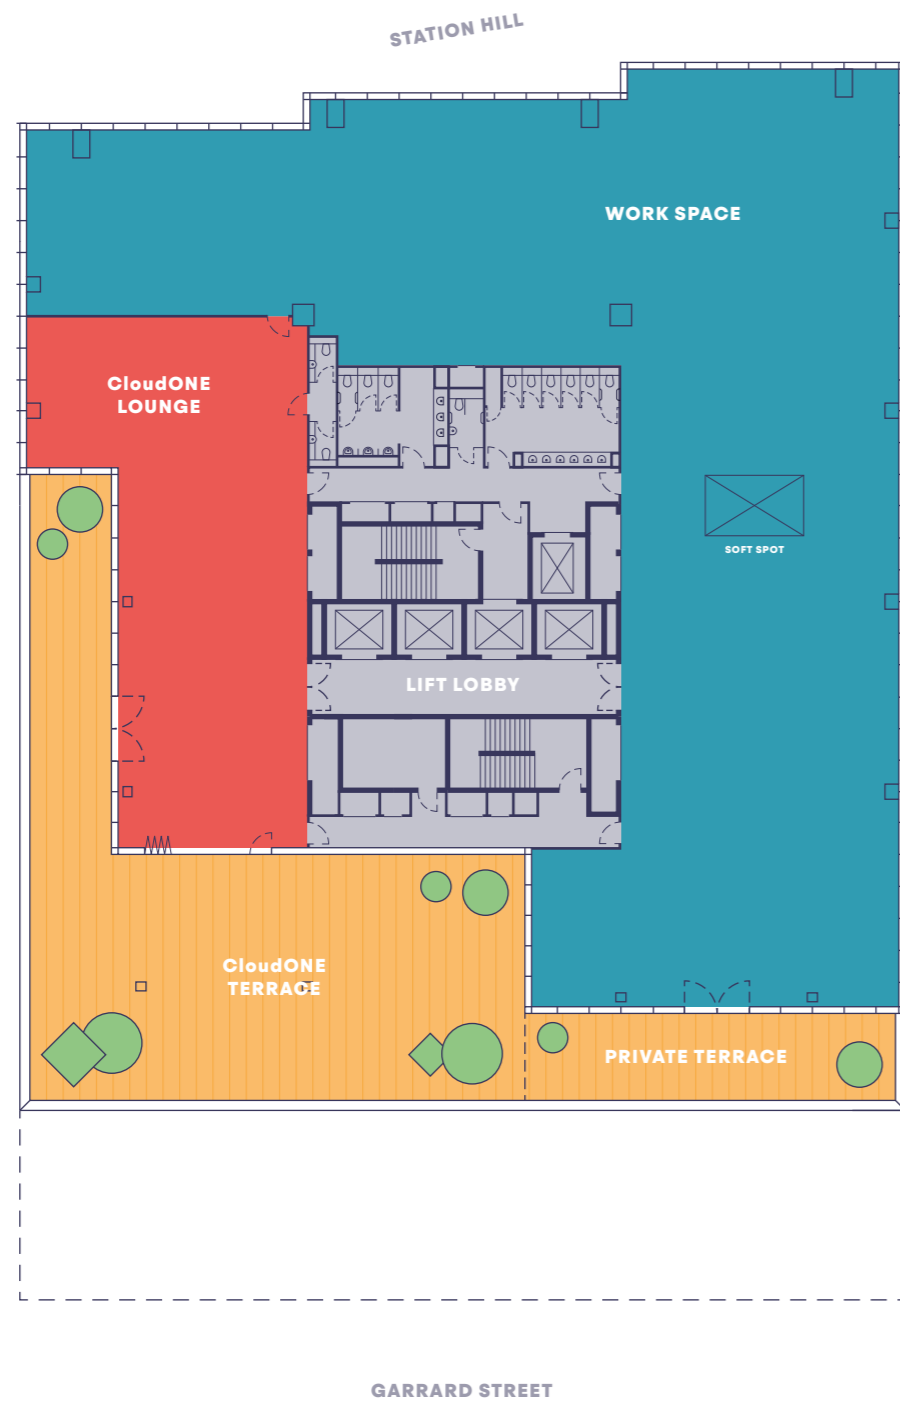 STATION HILL
WORK SPACE
CloudONE
LOUNGE
SOFT SPOT
LIFT LOBBY
CloudONE
TERRACE
PRIVATE TERRACE
GARRARD STREET